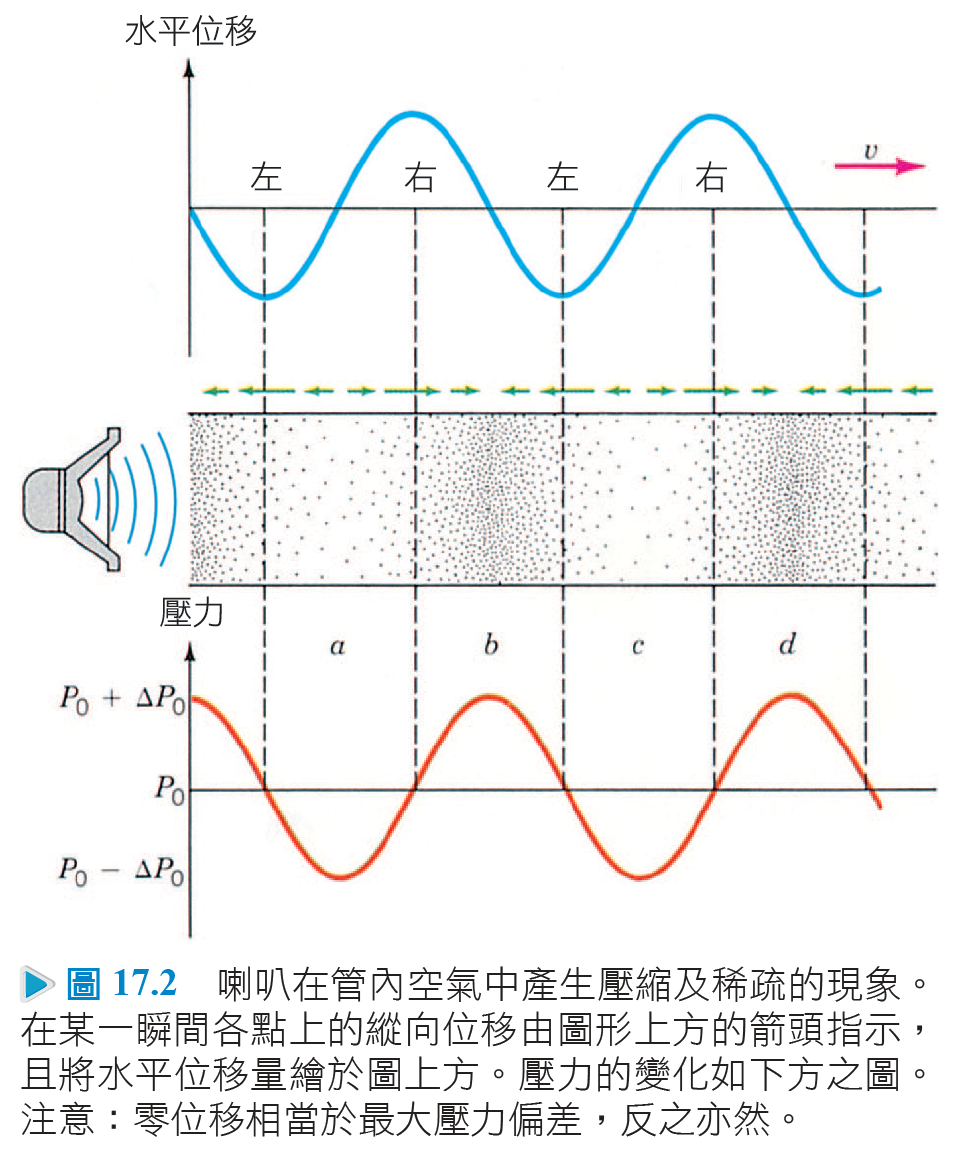 水平位移
v
左 右 左 右
壓力
a b c d
P₀ + ΔP₀
P₀
P₀ − ΔP₀
圖 17.2 喇叭在管內空氣中產生壓縮及稀疏的現象。
在某一瞬間各點上的縱向位移由圖形上方的箭頭指示，
且將水平位移量繪於圖上方。壓力的變化如下方之圖。
注意：零位移相當於最大壓力偏差，反之亦然。